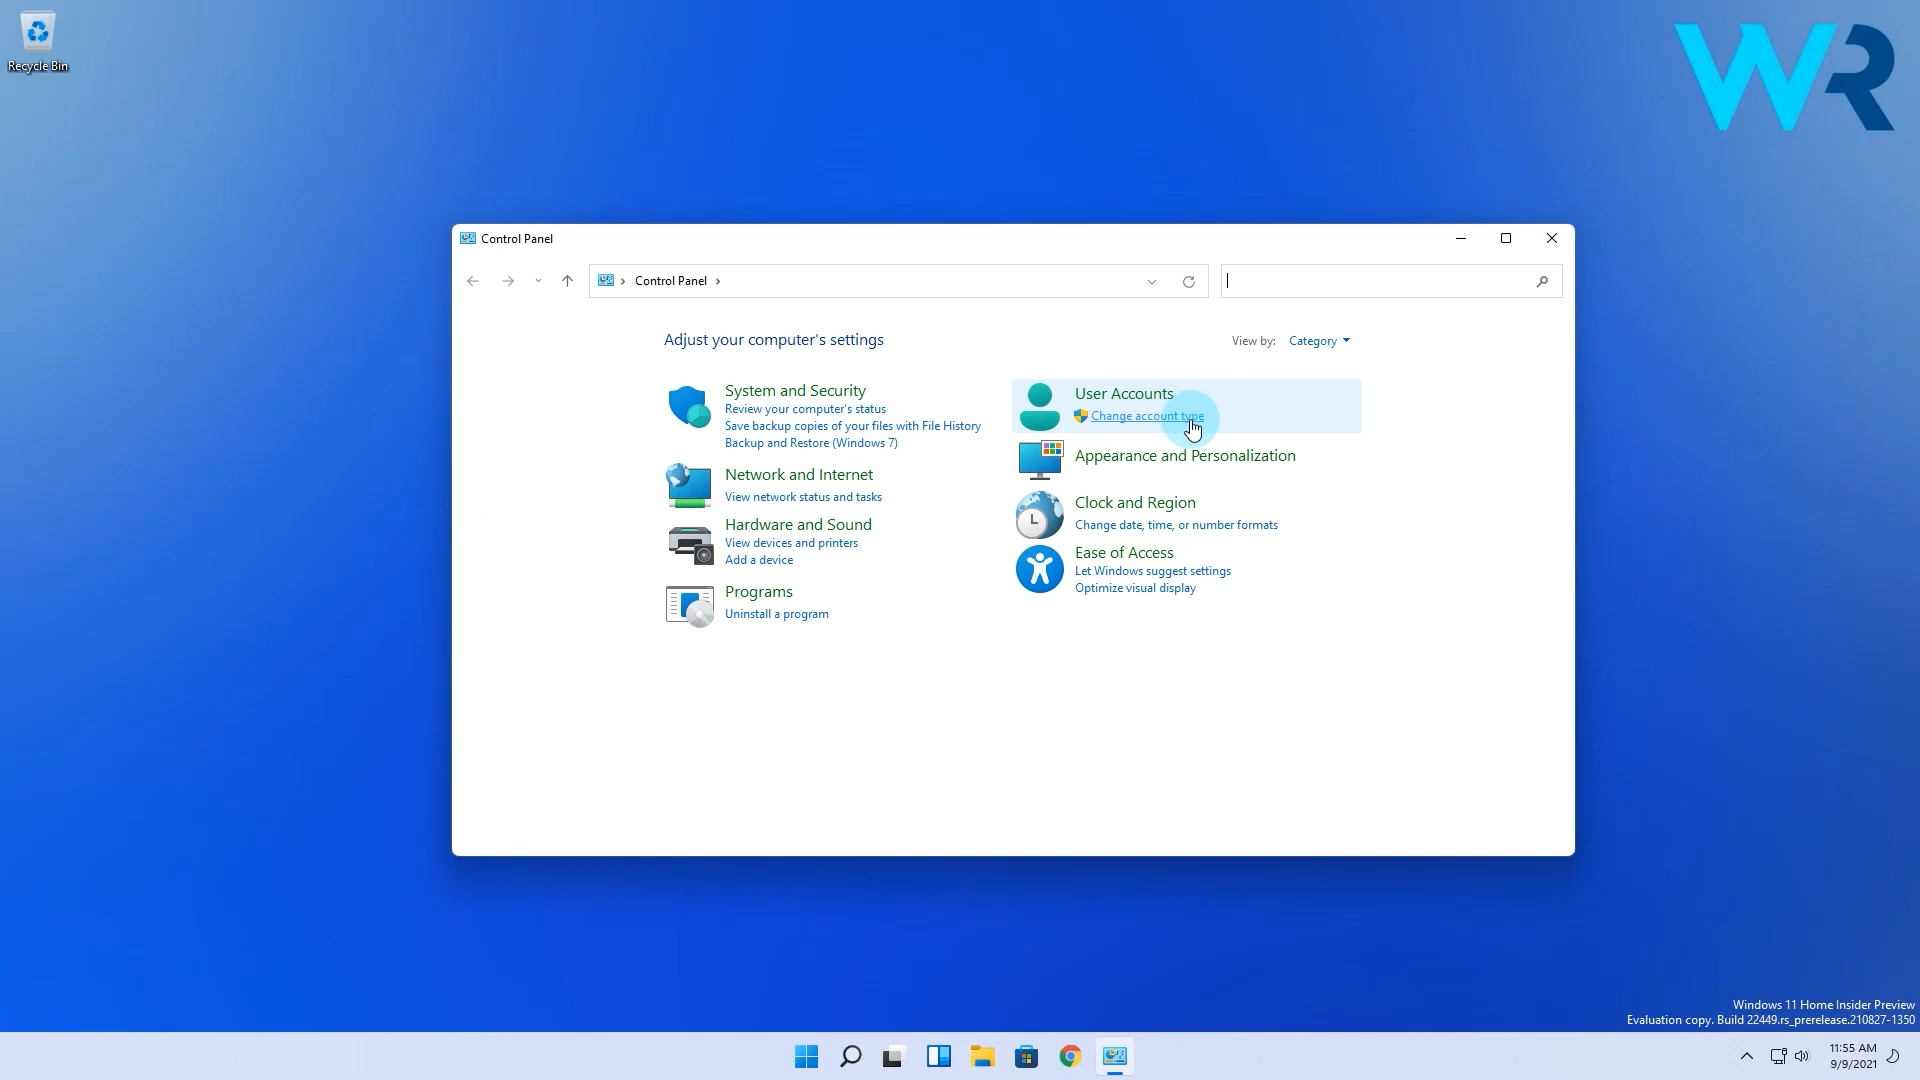 Recycle Bin
WR
Control Panel
Control Panel
Adjust your computer's settings
View by: Category
System and Security
Review your computer's status
Save backup copies of your files with File History
Backup and Restore (Windows 7)
Network and Internet
View network status and tasks
Hardware and Sound
View devices and printers
Add a device
Programs
Uninstall a program
User Accounts
Change account type
Appearance and Personalization
Clock and Region
Change date, time, or number formats
Ease of Access
Let Windows suggest settings
Optimize visual display
Windows 11 Home Insider Preview
Evaluation copy. Build 22449.rs_prerelease.210827-1350
11:55 AM
9/9/2021